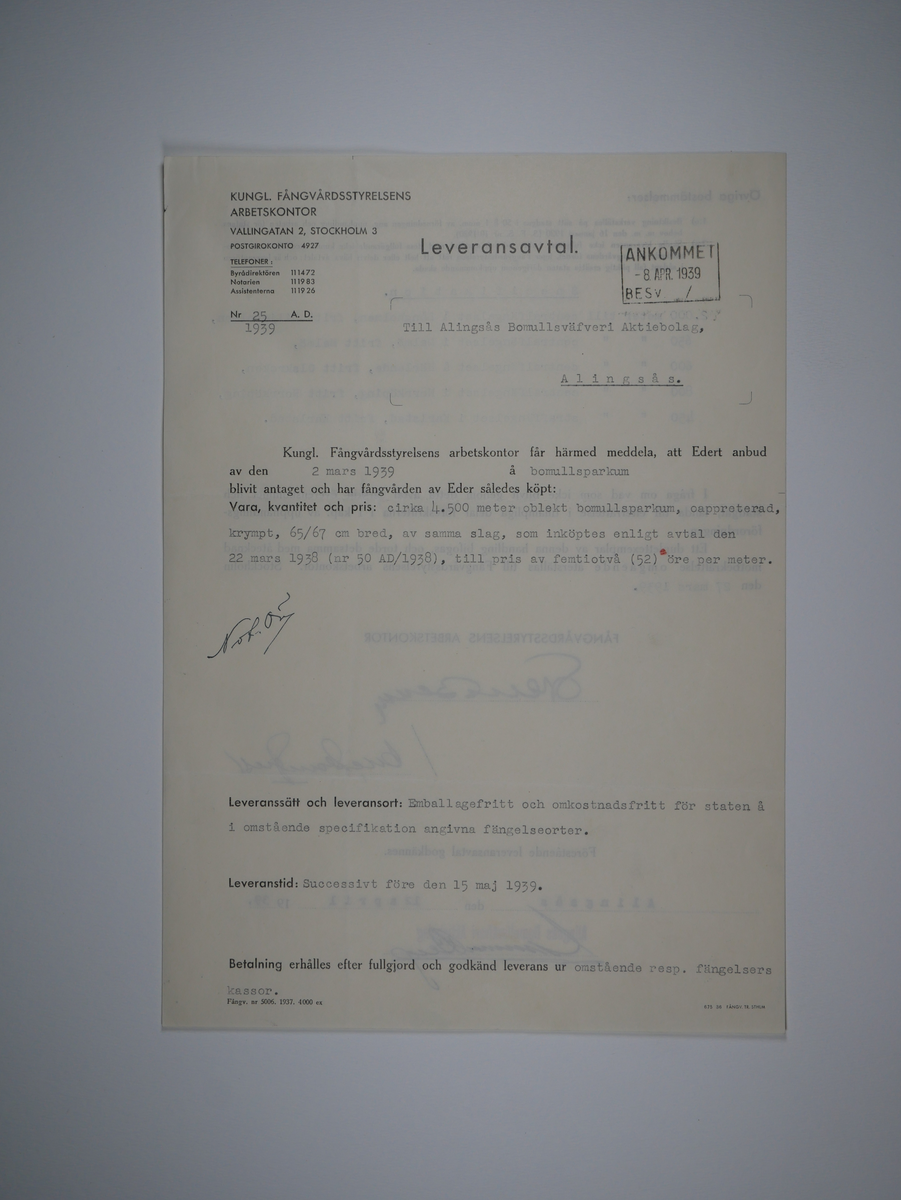 KUNGL. FÅNGVÅRDSSTYRELSENS
ARBETSKONTOR
VALLINGATAN 2, STOCKHOLM 3
POSTGIROKONTO 4927
TELEFONER:
Byrådirektören 111472
Notarien 111983
Assistenterna 111926
Nr 25 A. D.
1939
Leveransavtal.
ANKOMMET
- 8 APR. 1939
BESV. /
Till Alingsås Bomullsväfveri Aktiebolag,
Alingsås.
Kungl. Fångvårdsstyrelsens arbetskontor får härmed meddela, att Edert anbud
av den 2 mars 1939 å bomullsparkum
blivit antaget och har fångvården av Eder således köpt:
Vara, kvantitet och pris: cirka 4.500 meter oblekt bomullsparkum, oappreterad,
krympt, 65/67 cm bred, av samma slag, som inköptes enligt avtal den
22 mars 1938 (nr 50 AD/1938), till pris av femtiotvå (52) öre per meter.
Leveranssätt och leveransort: Emballagefritt och omkostnadsfritt för staten å
i omstående specifikation angivna fängelseorter.
Leveranstid: Successivt före den 15 maj 1939.
Betalning erhålles efter fullgjord och godkänd leverans ur omstående resp. fängelsers
kassor.
Fångv. nr 5006. 1937. 4000 ex